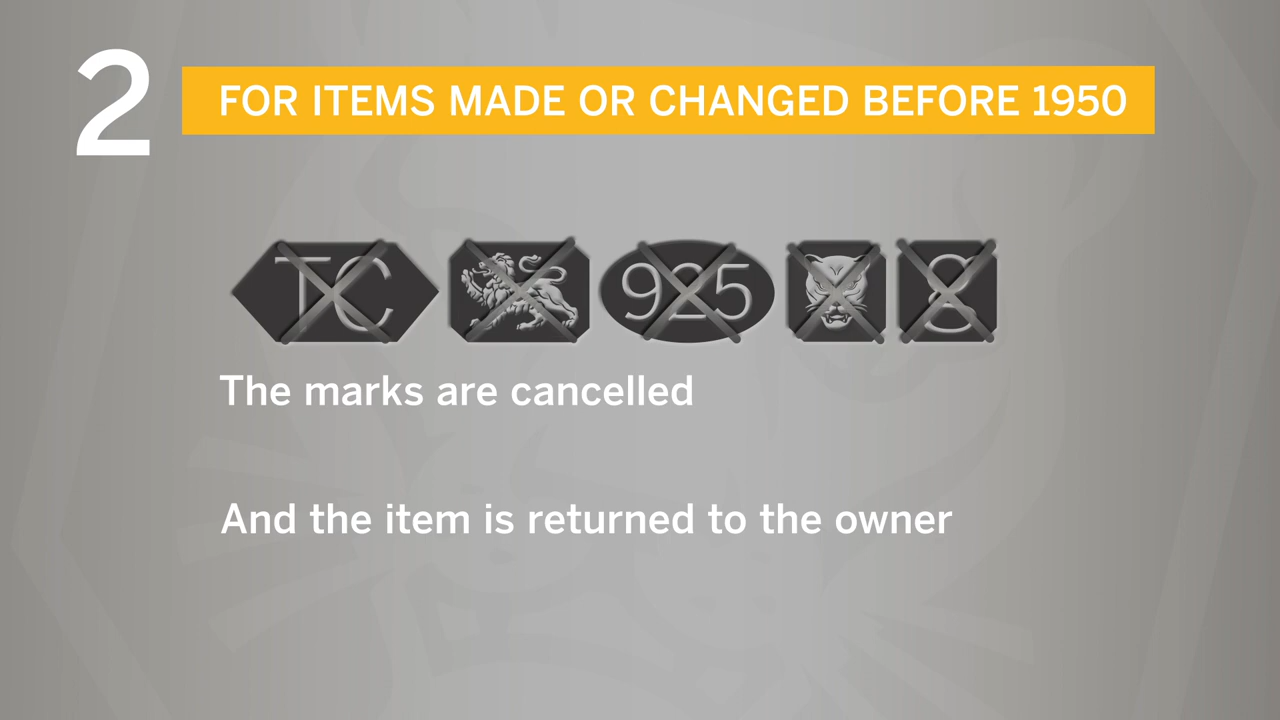 2
FOR ITEMS MADE OR CHANGED BEFORE 1950
TC 925 8
The marks are cancelled
And the item is returned to the owner